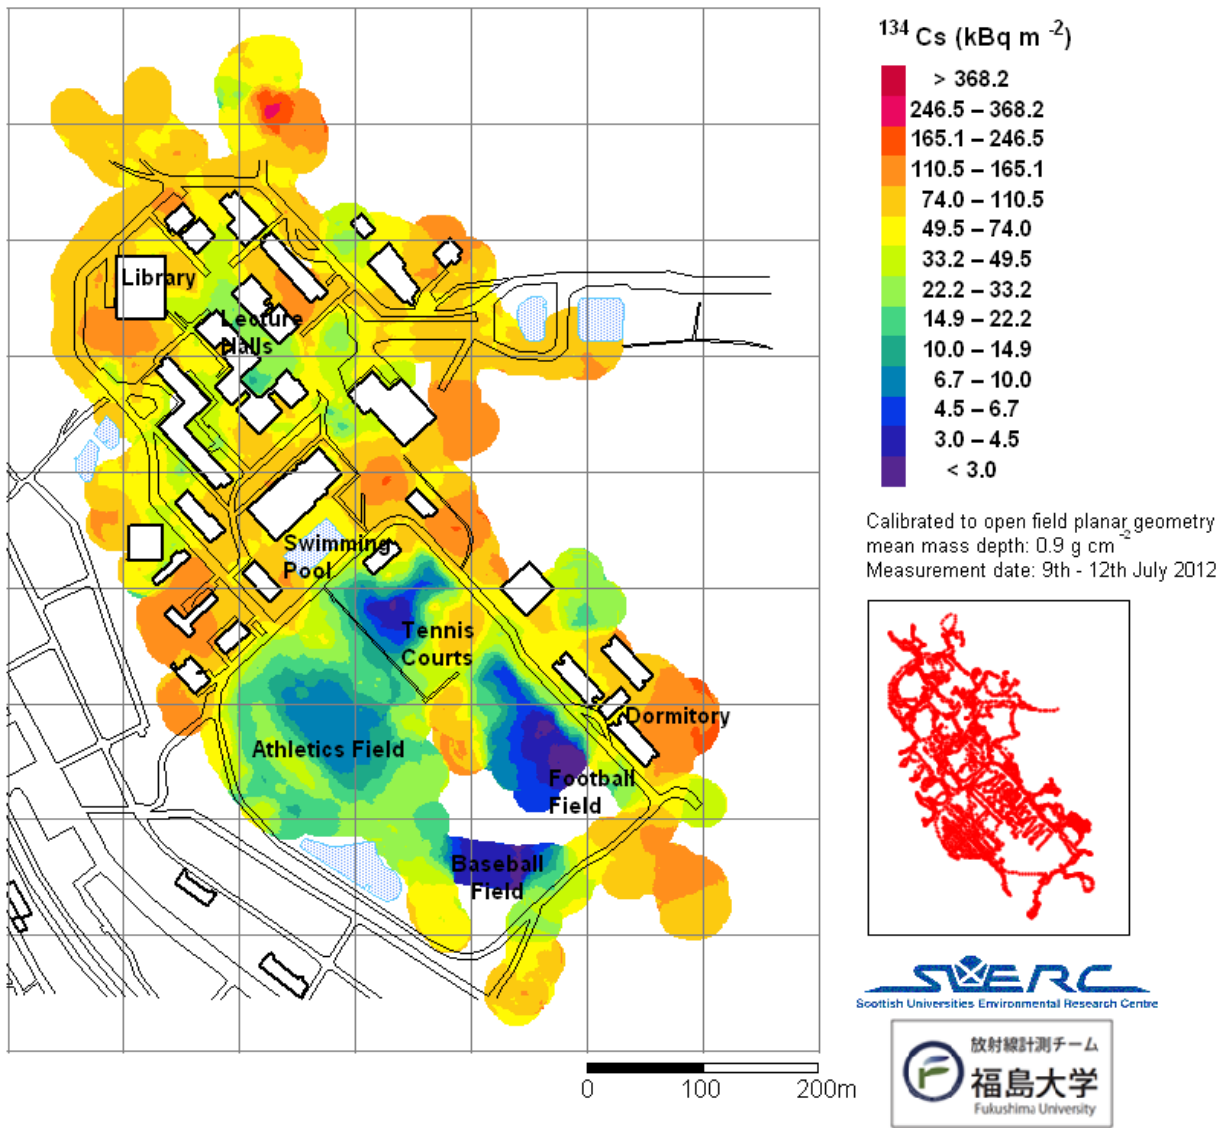 134 Cs (kBq m -2)
> 368.2
246.5 – 368.2
165.1 – 246.5
110.5 – 165.1
74.0 – 110.5
49.5 – 74.0
33.2 – 49.5
22.2 – 33.2
14.9 – 22.2
10.0 – 14.9
6.7 – 10.0
4.5 – 6.7
3.0 – 4.5
< 3.0
Library
Lecture
Halls
Swimming
Pool
Tennis
Courts
Dormitory
Athletics Field
Football
Field
Baseball
Field
Calibrated to open field planar geometry
mean mass depth: 0.9 g cm -2
Measurement date: 9th - 12th July 2012
SUERC
Scottish Universities Environmental Research Centre
放射線計測チーム
福島大学
Fukushima University
0 100 200m